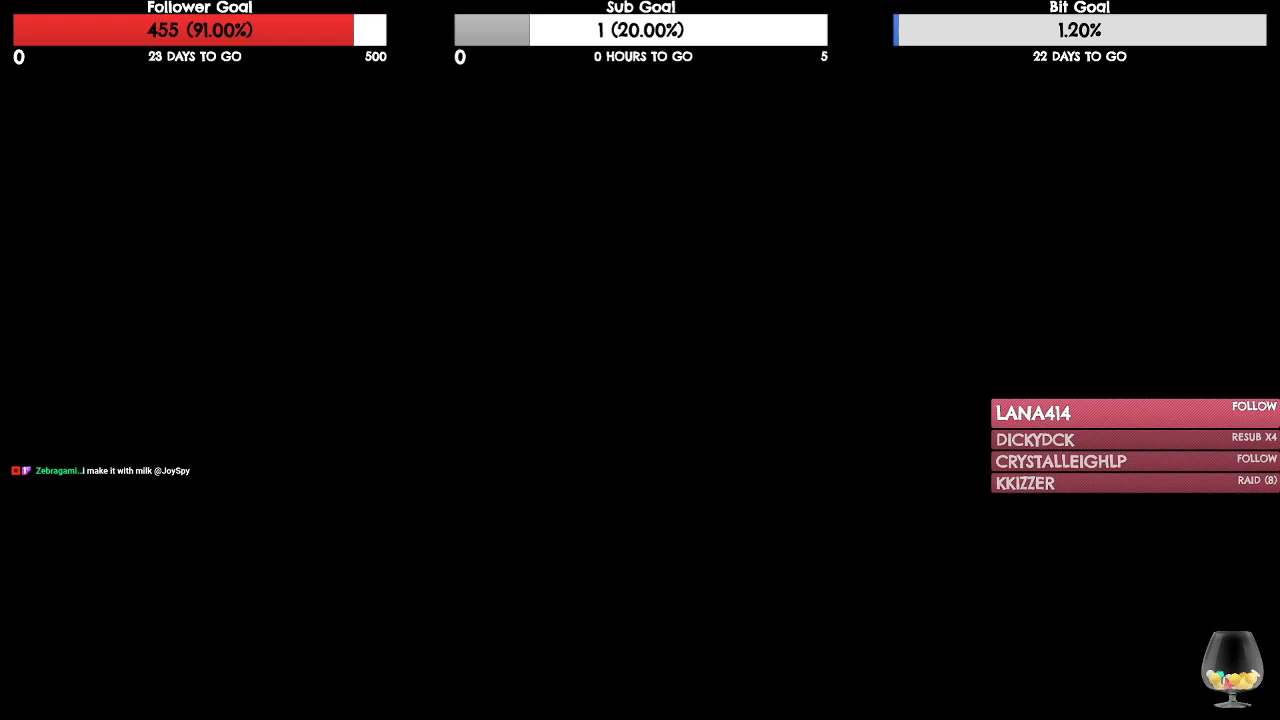 Follower Goal
455 (91.00%)
0
23 DAYS TO GO
500
Sub Goal
1 (20.00%)
0
0 HOURS TO GO
5
Bit Goal
1.20%
22 DAYS TO GO
LANA414 FOLLOW
DICKYDCK RESUB X4
CRYSTALLEIGHLP FOLLOW
KKIZZER RAID (8)
Zebragami..i make it with milk @JoySpy